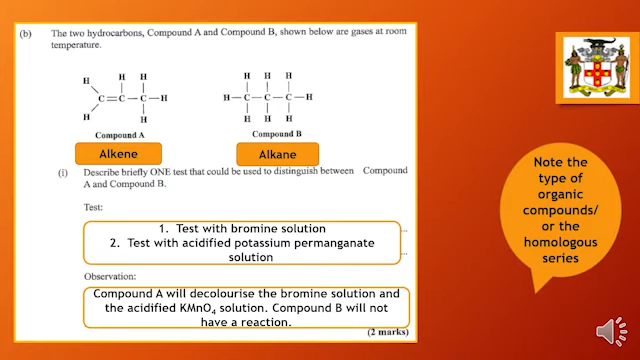 (b) The two hydrocarbons, Compound A and Compound B, shown below are gases at room
temperature.
H H H H H H
C = C – C – H H – C – C – C – H
H H H H H
Compound A Compound B
Alkene Alkane
(i) Describe briefly ONE test that could be used to distinguish between Compound
A and Compound B.
Test:
1. Test with bromine solution
2. Test with acidified potassium permanganate
solution
Observation:
Compound A will decolourise the bromine solution and
the acidified KMnO₄ solution. Compound B will not
have a reaction.
(2 marks)
Note the
type of
organic
compounds/
or the
homologous
series